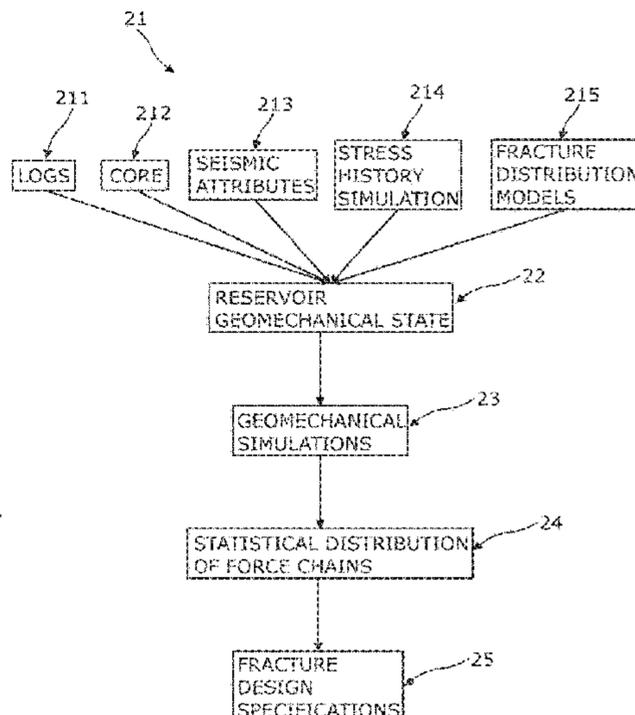 21
211
212
213
214
215
LOGS
CORE
SEISMIC
ATTRIBUTES
STRESS
HISTORY
SIMULATION
FRACTURE
DISTRIBUTION
MODELS
22
RESERVOIR
GEOMECHANICAL STATE
23
GEOMECHANICAL
SIMULATIONS
24
STATISTICAL DISTRIBUTION
OF FORCE CHAINS
25
FRACTURE
DESIGN
SPECIFICATIONS